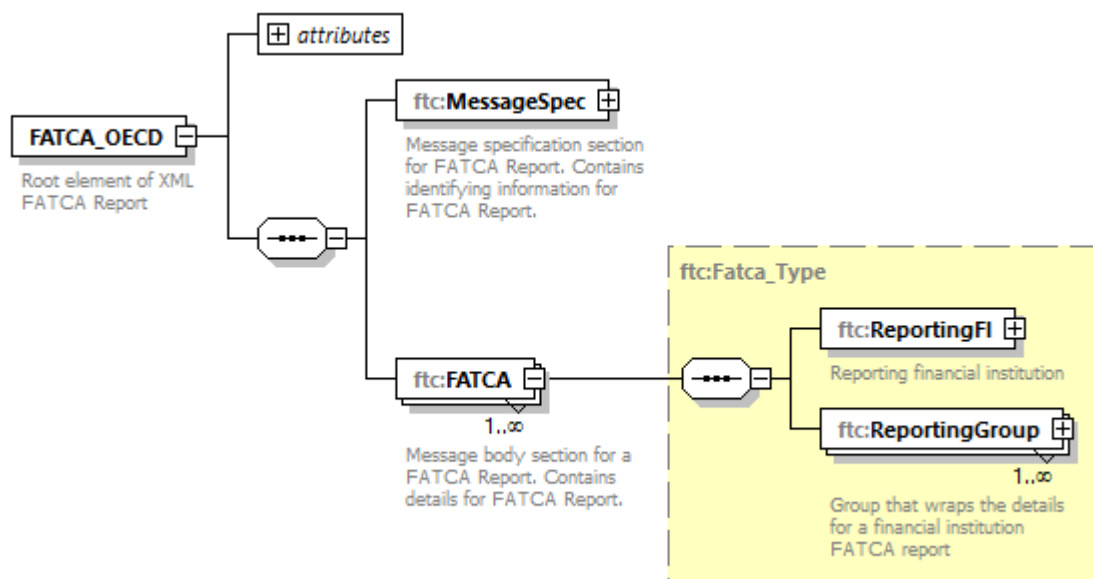 attributes
ftc:MessageSpec
Message specification section
for FATCA Report. Contains
identifying information for
FATCA Report.
FATCA_OECD
Root element of XML
FATCA Report
ftc:Fatca_Type
ftc:ReportingFI
Reporting financial institution
ftc:FATCA
1..∞
Message body section for a
FATCA Report. Contains
details for FATCA Report.
ftc:ReportingGroup
1..∞
Group that wraps the details
for a financial institution
FATCA report